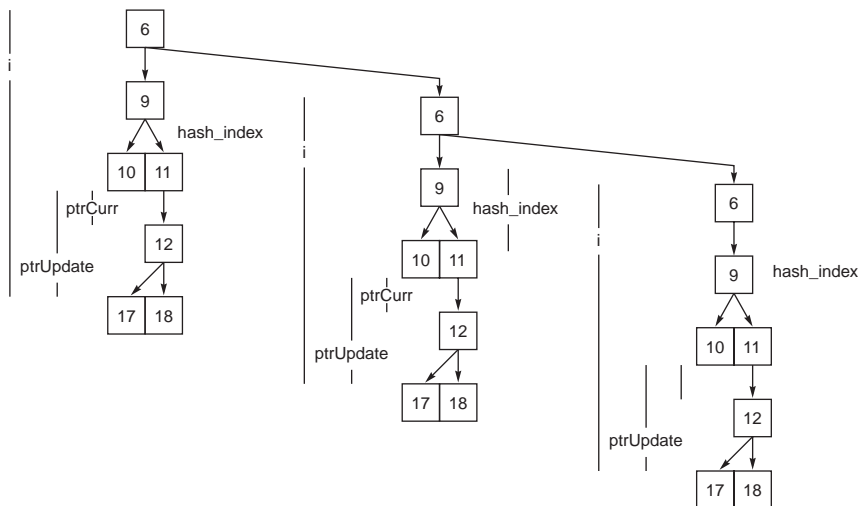 6
i
9
hash_index
10 11
ptrCurr
12
ptrUpdate
17 18
6
i
9
hash_index
10 11
ptrCurr
12
ptrUpdate
17 18
6
i
9
hash_index
10 11
12
ptrUpdate
17 18